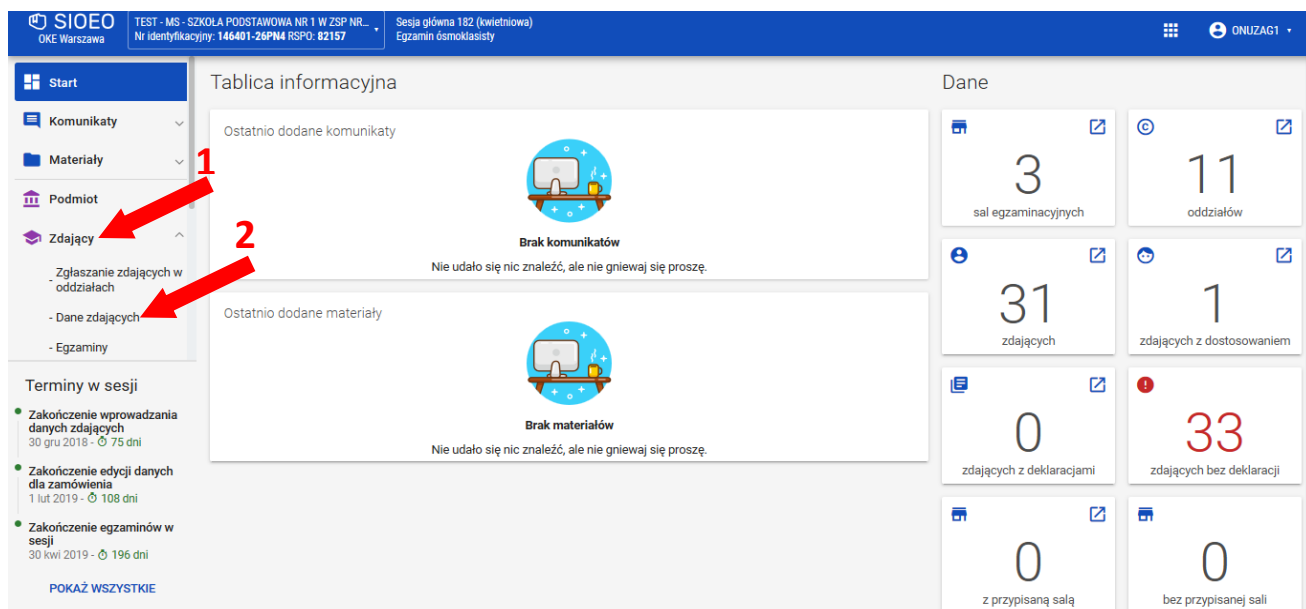 SIOEO
OKE Warszawa
TEST - MS - SZKOŁA PODSTAWOWA NR 1 W ZSP NR...
Nr identyfikacyjny: 146401-26PN4 RSPO: 82157
Sesja główna 182 (kwietniowa)
Egzamin ósmoklasisty
ONUZAG1
Start
Komunikaty
Materiały
Podmiot
Zdający
- Zgłaszanie zdających w
oddziałach
- Dane zdających
- Egzaminy
1
2
Terminy w sesji
Zakończenie wprowadzania
danych zdających
30 gru 2018 - 75 dni
Zakończenie edycji danych
dla zamówienia
1 lut 2019 - 108 dni
Zakończenie egzaminów w
sesji
30 kwi 2019 - 196 dni
POKAŻ WSZYSTKIE
Tablica informacyjna
Ostatnio dodane komunikaty
Brak komunikatów
Nie udało się nic znaleźć, ale nie gniewaj się proszę.
Ostatnio dodane materiały
Brak materiałów
Nie udało się nic znaleźć, ale nie gniewaj się proszę.
Dane
3
sal egzaminacyjnych
11
oddziałów
31
zdających
1
zdających z dostosowaniem
0
zdających z deklaracjami
33
zdających bez deklaracji
0
z przypisaną salą
0
bez przypisanej sali